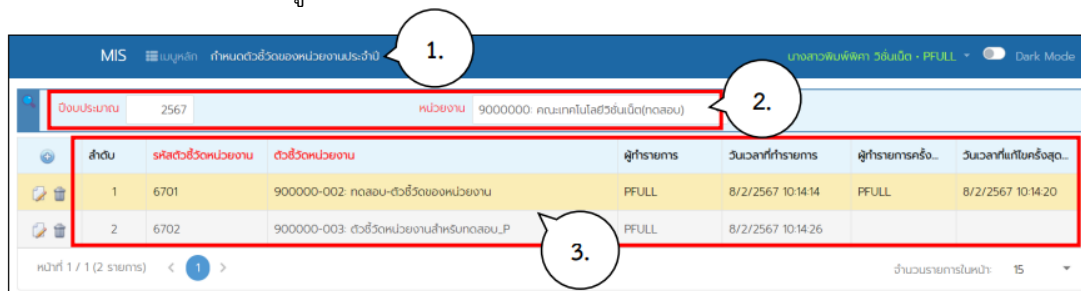 MIS เมนูหลัก กำหนดตัวชี้วัดของหน่วยงานประจำปี 1. นางสาวพิมพ์พิศา วิชั่นเน็ต - PFULL Dark Mode
ปีงบประมาณ 2567 หน่วยงาน 9000000: คณะเทคโนโลยีวิชั่นเน็ต(ทดสอบ) 2.
ลำดับ รหัสตัวชี้วัดหน่วยงาน ตัวชี้วัดหน่วยงาน ผู้ทำรายการ วันเวลาที่ทำรายการ ผู้ทำรายการครั้ง... วันเวลาที่แก้ไขครั้งสุด...
1 6701 900000-002: ทดสอบ-ตัวชี้วัดของหน่วยงาน PFULL 8/2/2567 10:14:14 PFULL 8/2/2567 10:14:20
2 6702 900000-003: ตัวชี้วัดหน่วยงานสำหรับทดสอบ_P PFULL 8/2/2567 10:14:26
3.
หน้าที่ 1 / 1 (2 รายการ) < 1 > จำนวนรายการในหน้า: 15